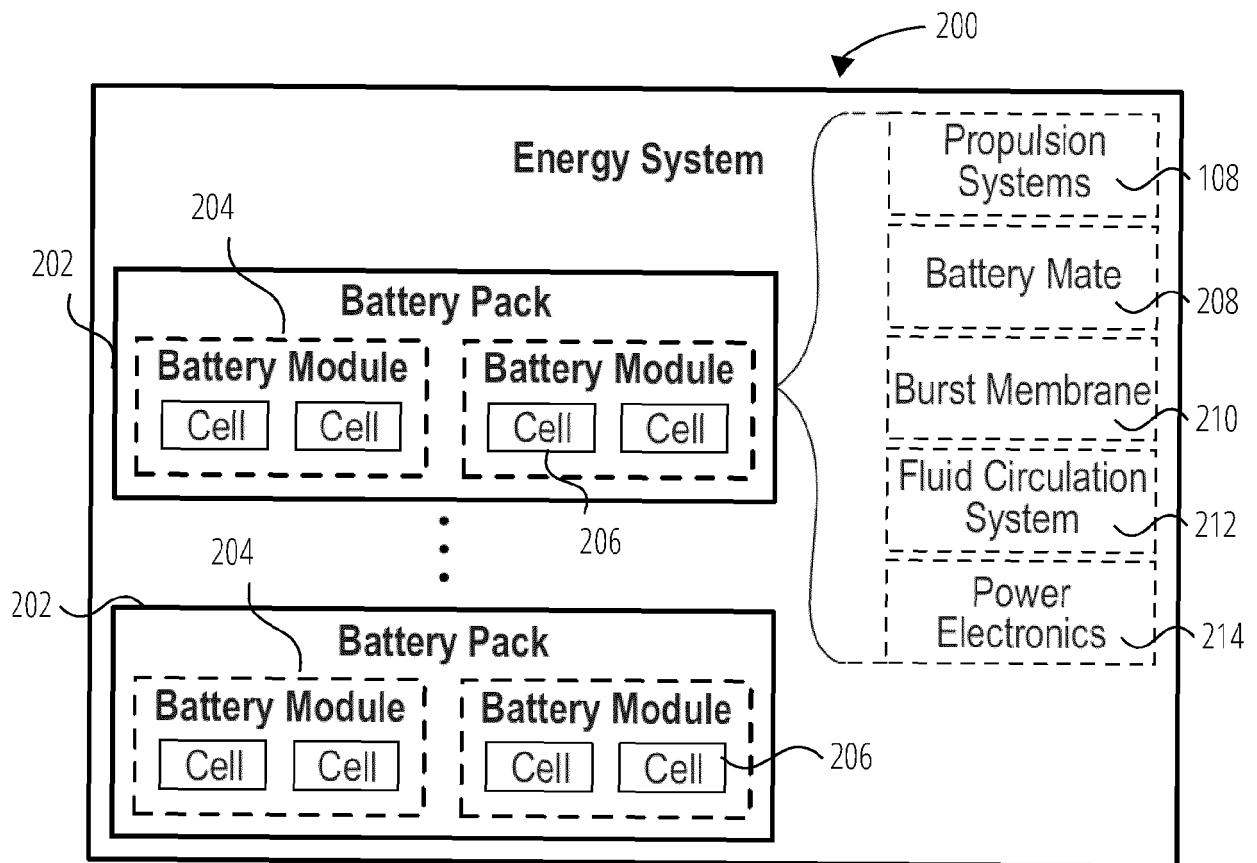 200
Energy System
Propulsion
Systems
108
Battery Mate
208
Burst Membrane
210
Fluid Circulation
System
212
Power
Electronics
214
204
202
Battery Pack
Battery Module
Cell Cell
Battery Module
Cell Cell
206
204
202
Battery Pack
Battery Module
Cell Cell
Battery Module
Cell Cell
206